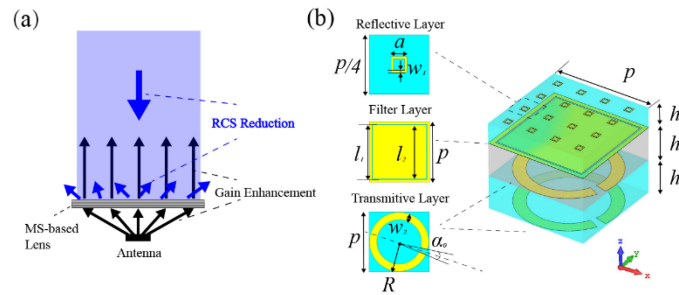 (a)
RCS Reduction
Gain Enhancement
MS-based
Lens
Antenna
(b)
Reflective Layer
a
p/4
w₁
Filter Layer
l₁
l₂
p
Transmitive Layer
p
w₂
α₀
R
p
h
h
h
z
y
x